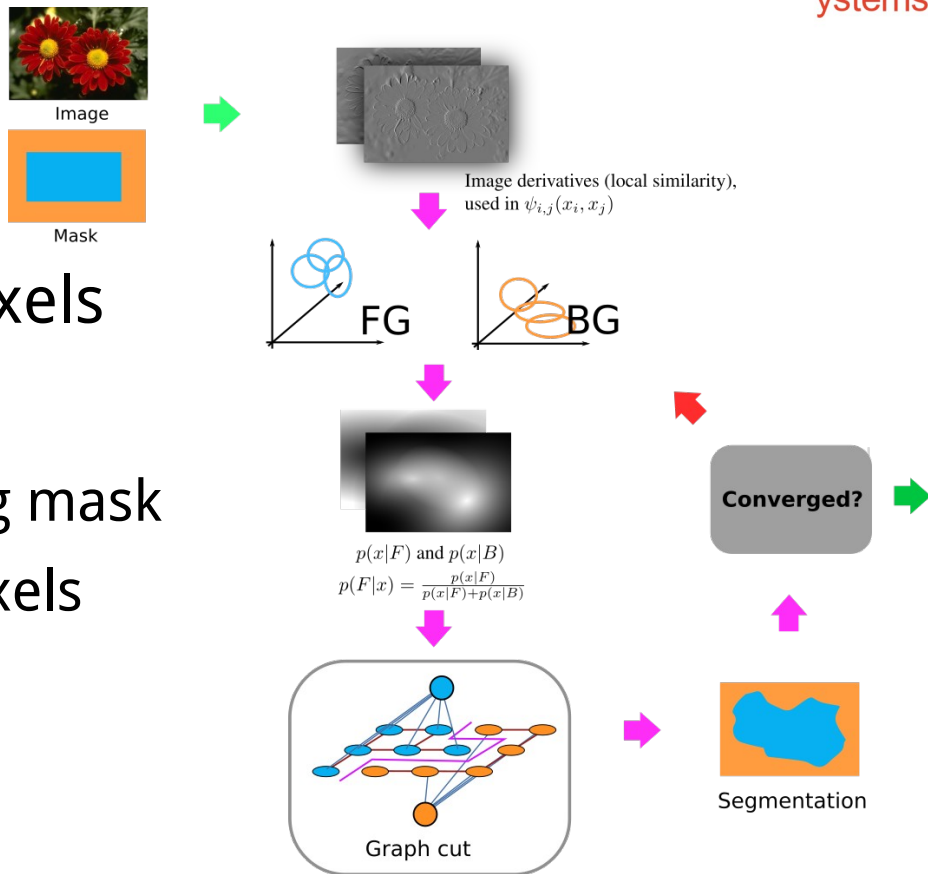 ystems
Image
Mask
Image derivatives (local similarity),
used in ψ_{i,j}(x_i, x_j)
xels
FG
BG
g mask
xels
p(x|F) and p(x|B)
p(F|x) = \frac{p(x|F)}{p(x|F)+p(x|B)}
Converged?
Graph cut
Segmentation